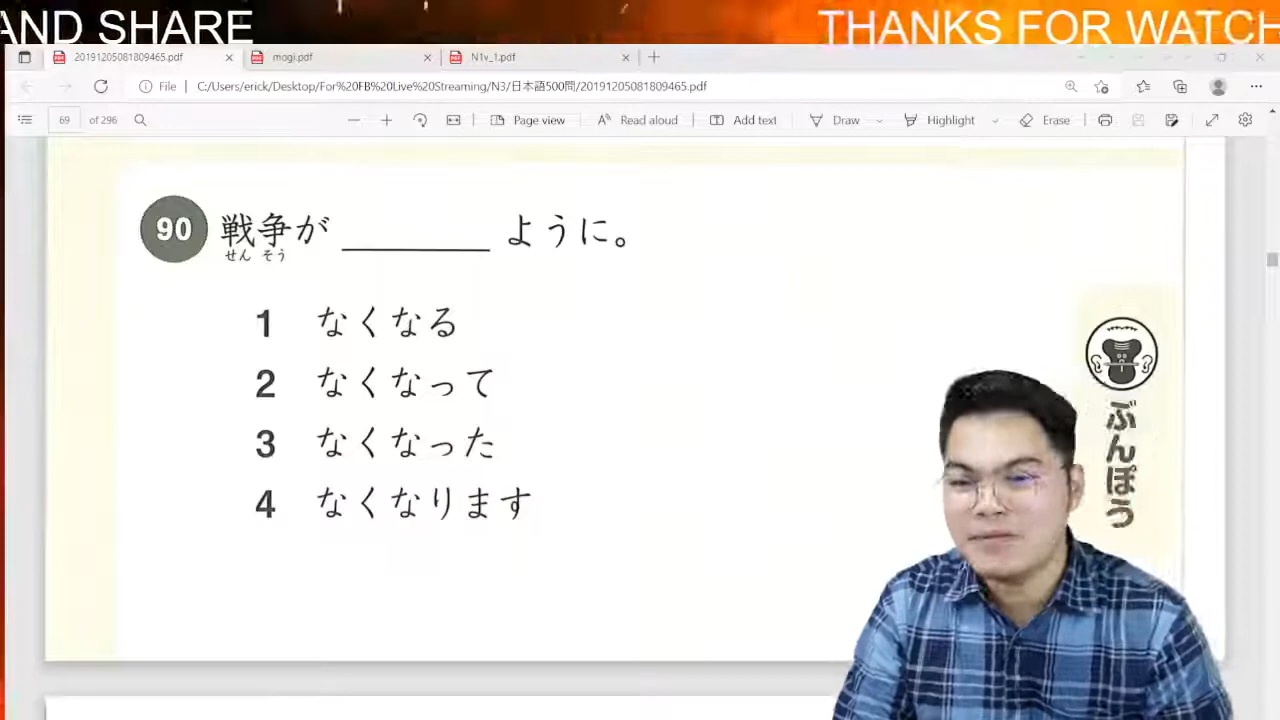 AND SHARE
THANKS FOR WATCH
20191205081809465.pdf
mogi.pdf
N1v_1.pdf
File
C:/Users/erick/Desktop/For%20FB%20Live%20Streaming/N3/日本語500問/20191205081809465.pdf
69 of 296
Page view
Read aloud
Add text
Draw
Highlight
Erase
90 戦争が ________ ように。
せん そう
1 なくなる
2 なくなって
3 なくなった
4 なくなります
ぶんぽう